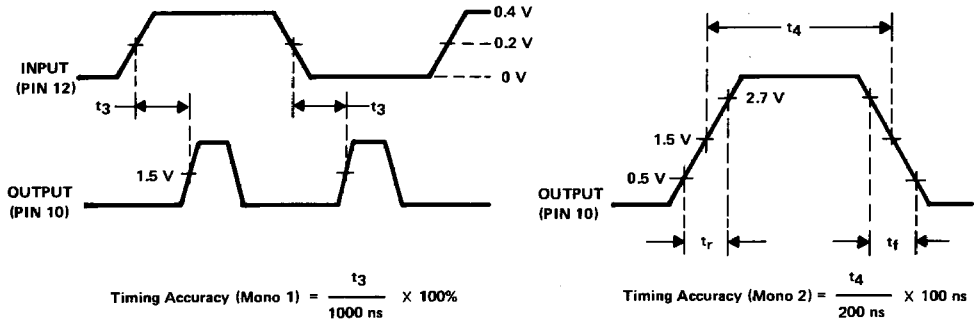 0.4 V
0.2 V
0 V
INPUT
(PIN 12)
t3
t3
1.5 V
OUTPUT
(PIN 10)
Timing Accuracy (Mono 1) = t3 / 1000 ns X 100%
t4
2.7 V
1.5 V
0.5 V
OUTPUT
(PIN 10)
tr
tf
Timing Accuracy (Mono 2) = t4 / 200 ns X 100 ns